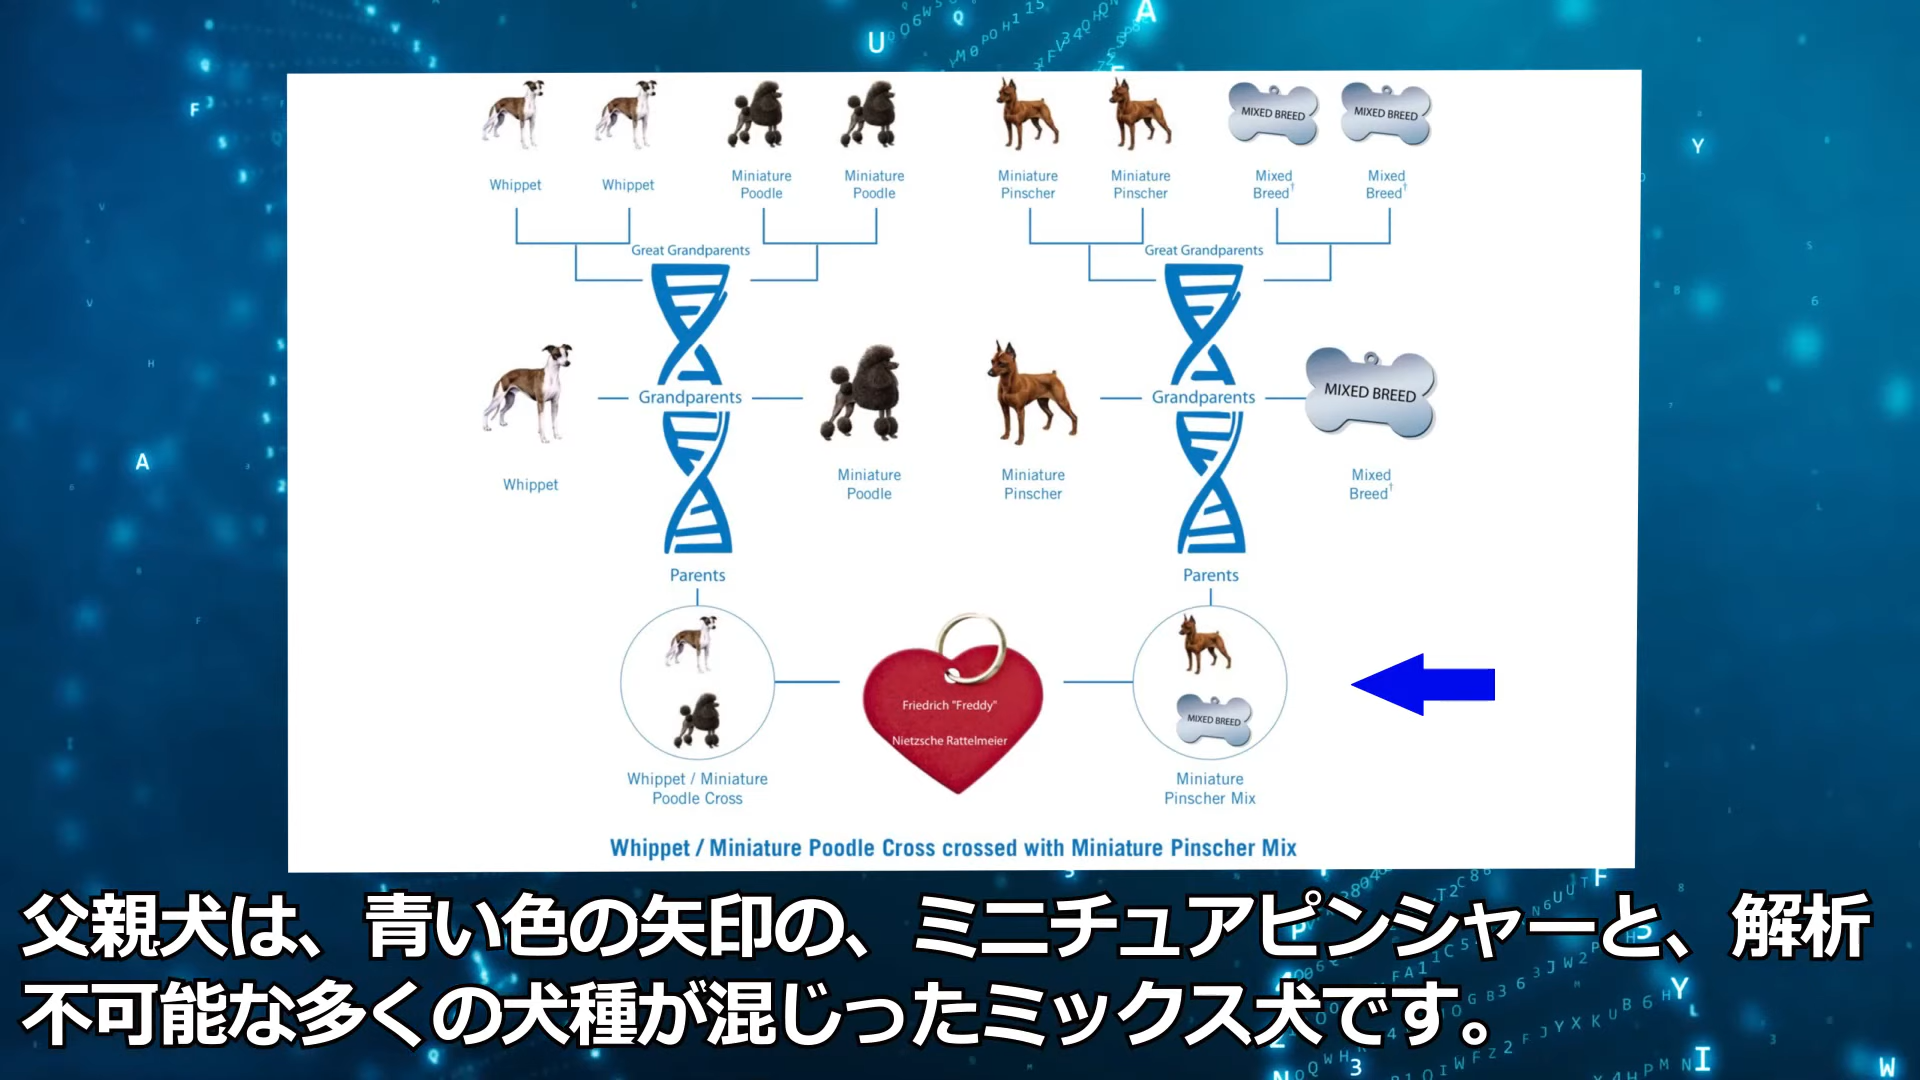 MIXED BREED MIXED BREED
Whippet Whippet Miniature Poodle Miniature Poodle Miniature Pinscher Miniature Pinscher Mixed Breed† Mixed Breed†
Great Grandparents Great Grandparents
MIXED BREED
Grandparents Grandparents
Whippet Miniature Poodle Miniature Pinscher Mixed Breed†
Parents Parents
Friedrich "Freddy"
Nietzsche Rattelmeier
MIXED BREED
Whippet / Miniature Poodle Cross
Miniature Pinscher Mix
Whippet / Miniature Poodle Cross crossed with Miniature Pinscher Mix
父親犬は、青い色の矢印の、ミニチュアピンシャーと、解析
不可能な多くの犬種が混じったミックス犬です。